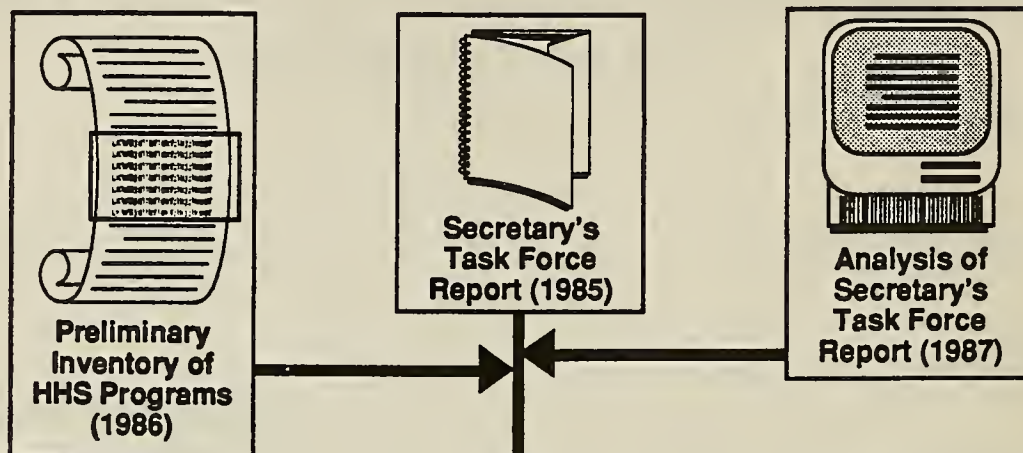 Preliminary
Inventory of
HHS Programs
(1986)
Secretary's
Task Force
Report (1985)
Analysis of
Secretary's
Task Force
Report (1987)